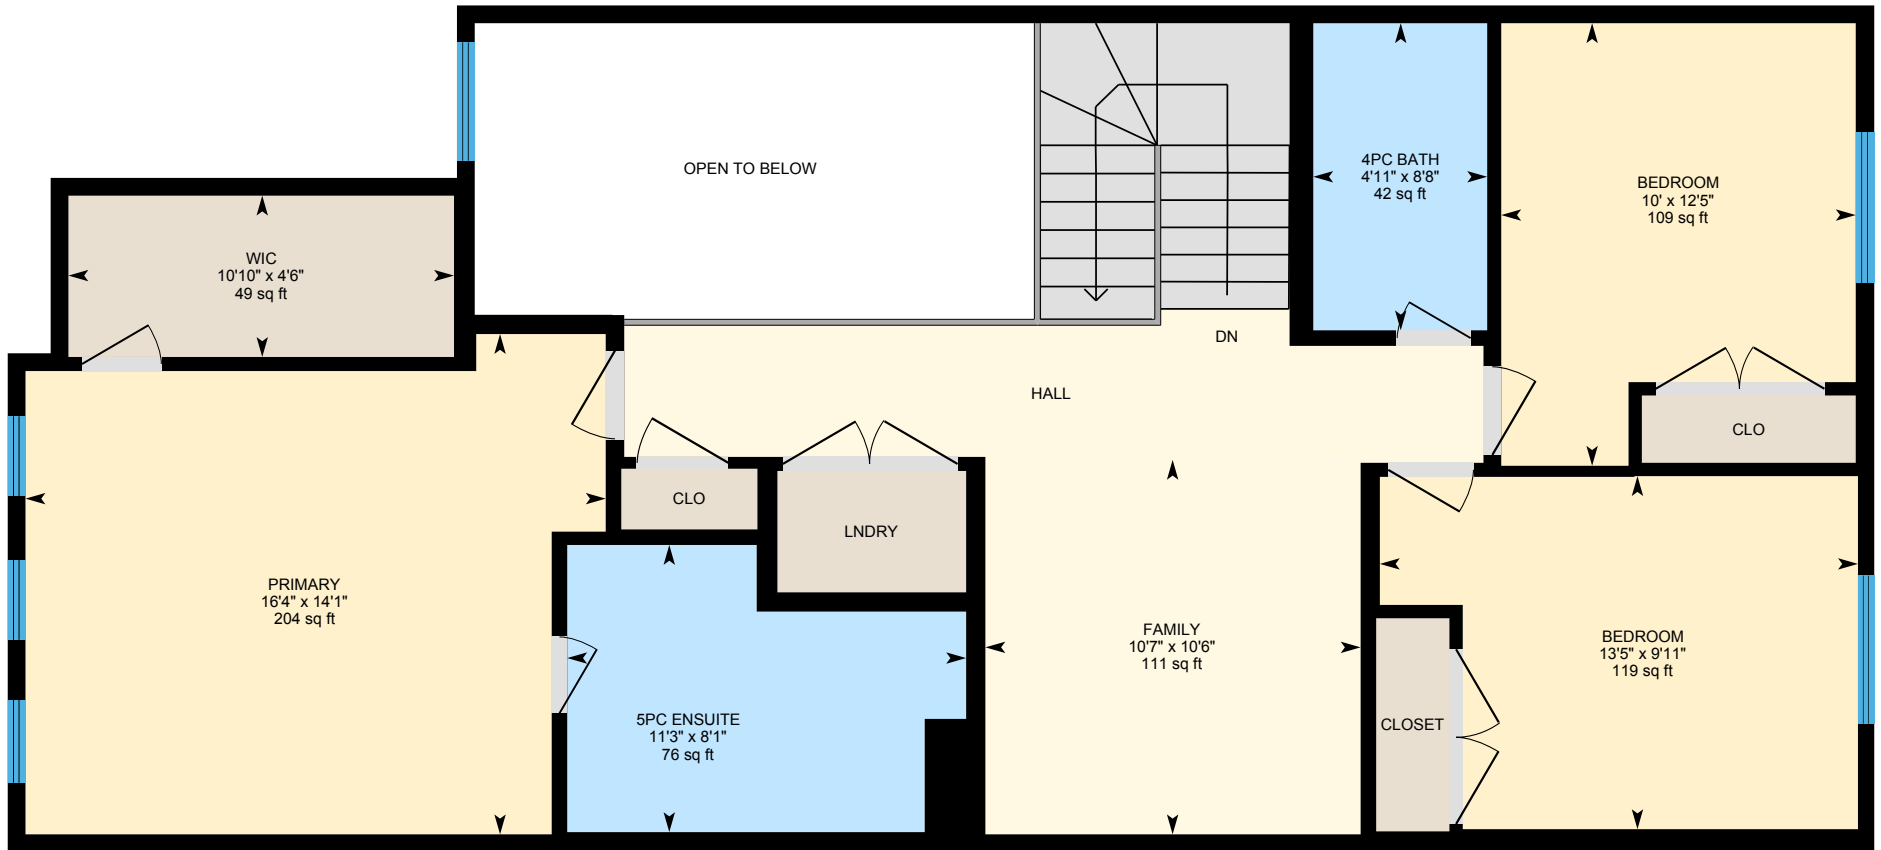 OPEN TO BELOW
4PC BATH
4'11" x 8'8"
42 sq ft
BEDROOM
10' x 12'5"
109 sq ft
WIC
10'10" x 4'6"
49 sq ft
DN
HALL
CLO
CLO
LNDRY
PRIMARY
16'4" x 14'1"
204 sq ft
FAMILY
10'7" x 10'6"
111 sq ft
BEDROOM
13'5" x 9'11"
119 sq ft
5PC ENSUITE
11'3" x 8'1"
76 sq ft
CLOSET